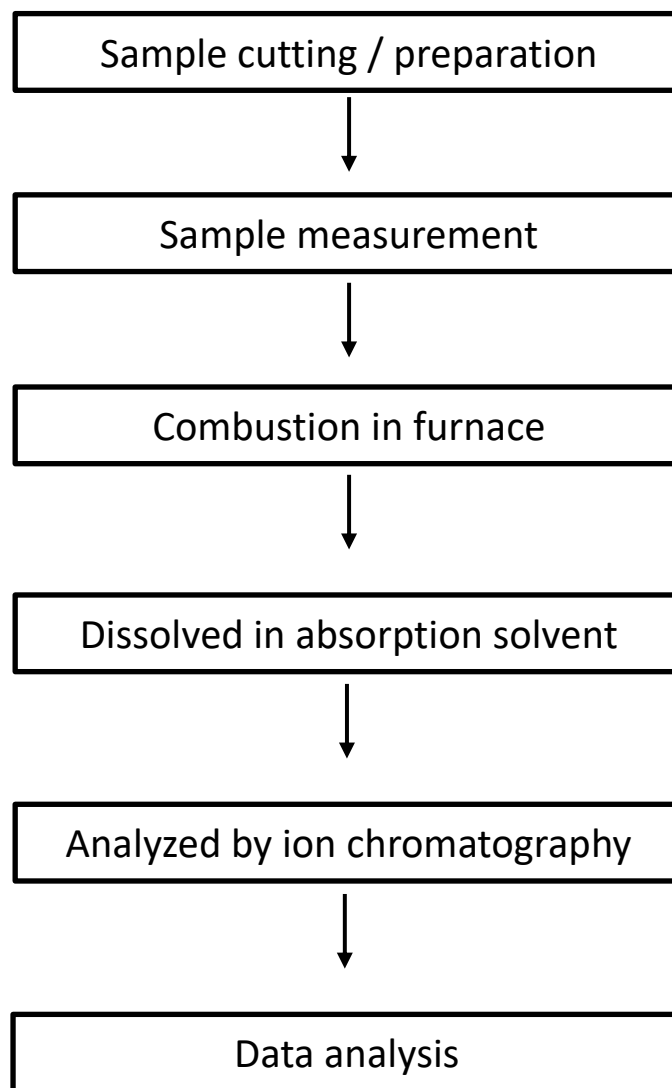 Sample cutting / preparation
Sample measurement
Combustion in furnace
Dissolved in absorption solvent
Analyzed by ion chromatography
Data analysis